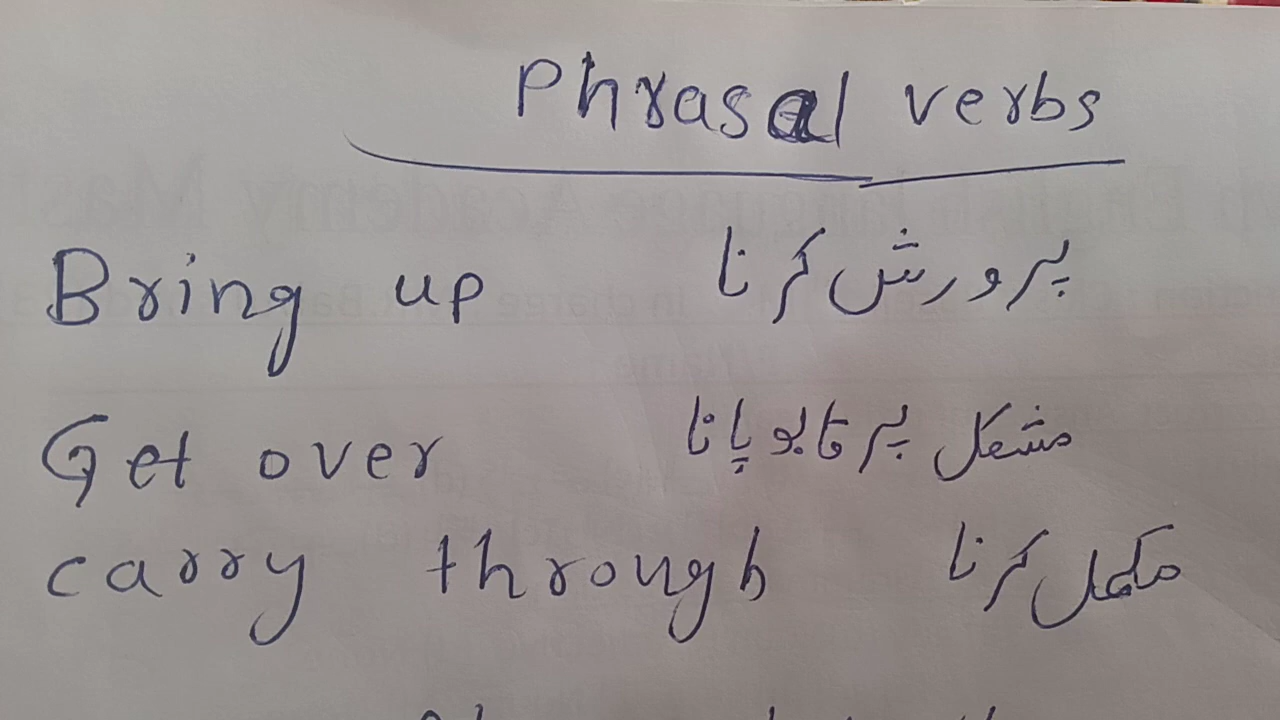 Phrasal verbs
Bring up پرورش کرنا
Get over مشکل پر قابو پانا
carry through مکمل کرنا